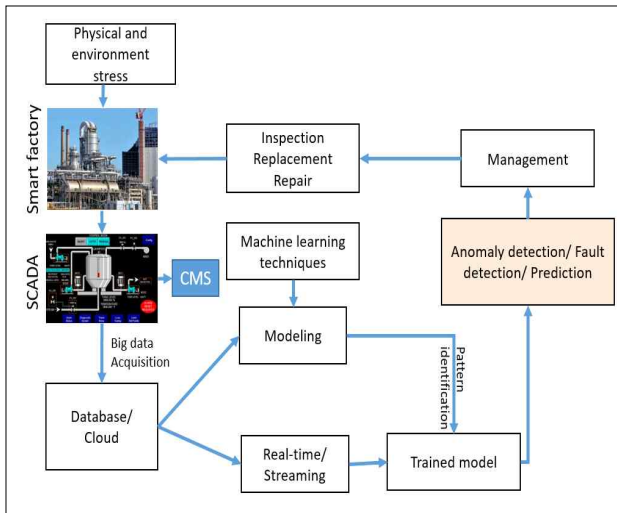 Physical and
environment
stress
Smart factory
Inspection
Replacement
Repair
Management
SCADA
CMS
Machine learning
techniques
Anomaly detection/ Fault
detection/ Prediction
Big data
Acquisition
Modeling
Pattern
identification
Database/
Cloud
Real-time/
Streaming
Trained model